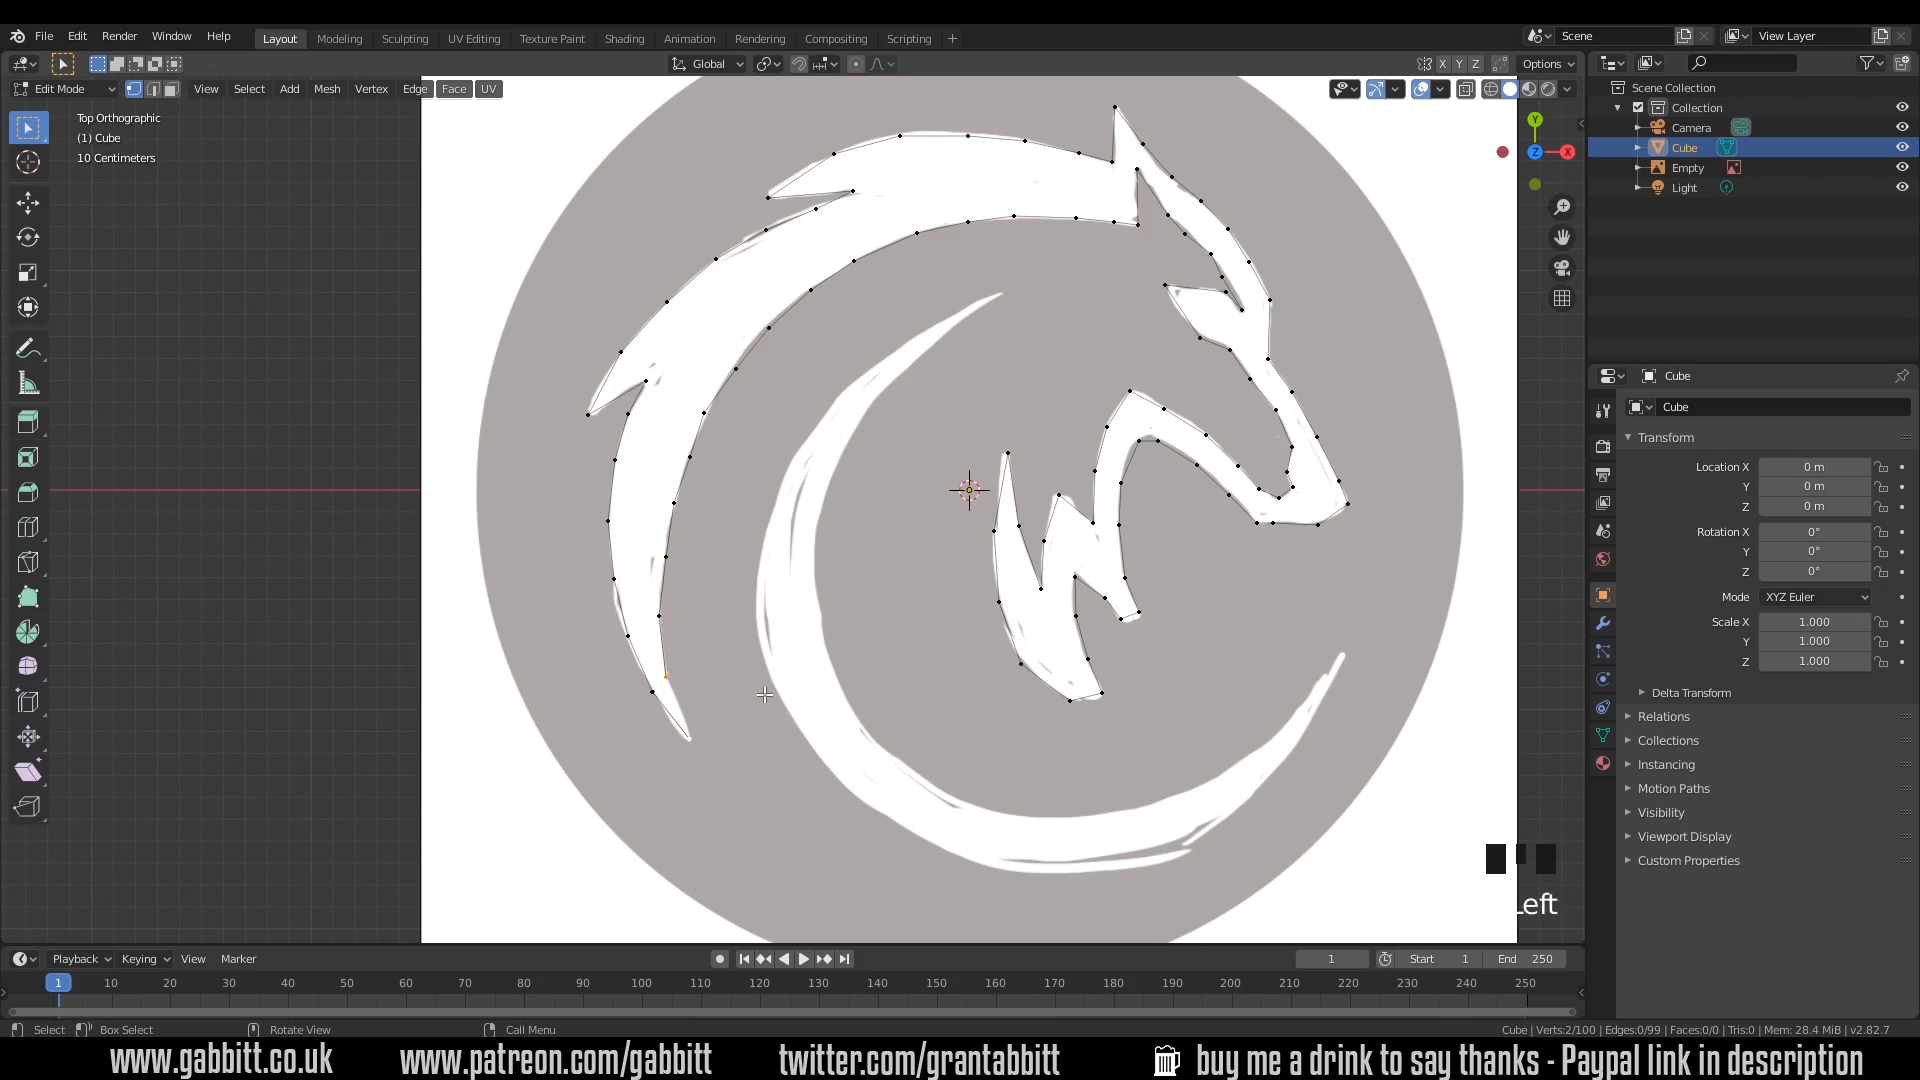 File Edit Render Window Help Layout Modeling Sculpting UV Editing Texture Paint Shading Animation Rendering Compositing Scripting + Scene View Layer
Global X Y Z Options
Edit Mode View Select Add Mesh Vertex Edge Face UV
Top Orthographic
(1) Cube
10 Centimeters
Y
Z X
Scene Collection
Collection
Camera
Cube
Empty
Light
Cube
Cube
Transform
Location X 0 m
Y 0 m
Z 0 m
Rotation X 0°
Y 0°
Z 0°
Mode XYZ Euler
Scale X 1.000
Y 1.000
Z 1.000
Delta Transform
Relations
Collections
Instancing
Motion Paths
Visibility
Viewport Display
Custom Properties
Left
Playback Keying View Marker 1 Start 1 End 250
1 10 20 30 40 50 60 70 80 90 100 110 120 130 140 150 160 170 180 190 200 210 220 230 240 250
Select Box Select Rotate View Call Menu Cube | Verts:2/100 | Edges:0/99 | Faces:0/0 | Tris:0 | Mem: 28.4 MiB | v2.82.7
www.gabbitt.co.uk www.patreon.com/gabbitt twitter.com/grantabbitt buy me a drink to say thanks - Paypal link in description